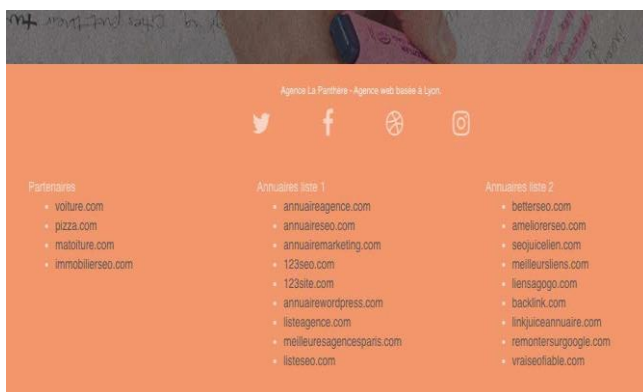 Agence La Panthère - Agence web basée à Lyon.
Partenaires
voiture.com
pizza.com
matoiture.com
immobilierseo.com
Annuaires liste 1
annuaireagence.com
annuaireseo.com
annuairemarketing.com
123seo.com
123site.com
annuairewordpress.com
listeagence.com
meilleuresagencesparis.com
listeseo.com
Annuaires liste 2
betterseo.com
ameliorerseo.com
seojuicelien.com
meilleursliens.com
liensagogo.com
backlink.com
linkjuiceannuaire.com
remontersurgoogle.com
vraiseofiable.com